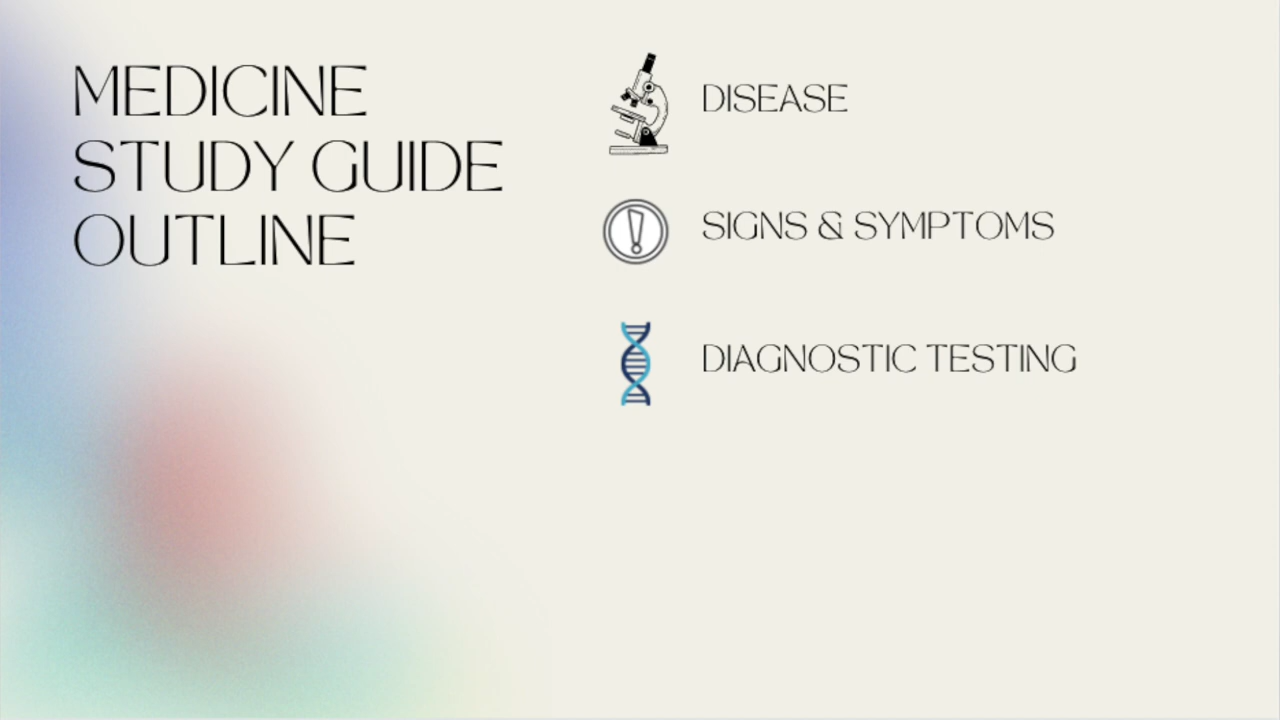 MEDICINE
STUDY GUIDE
OUTLINE
DISEASE
SIGNS & SYMPTOMS
DIAGNOSTIC TESTING